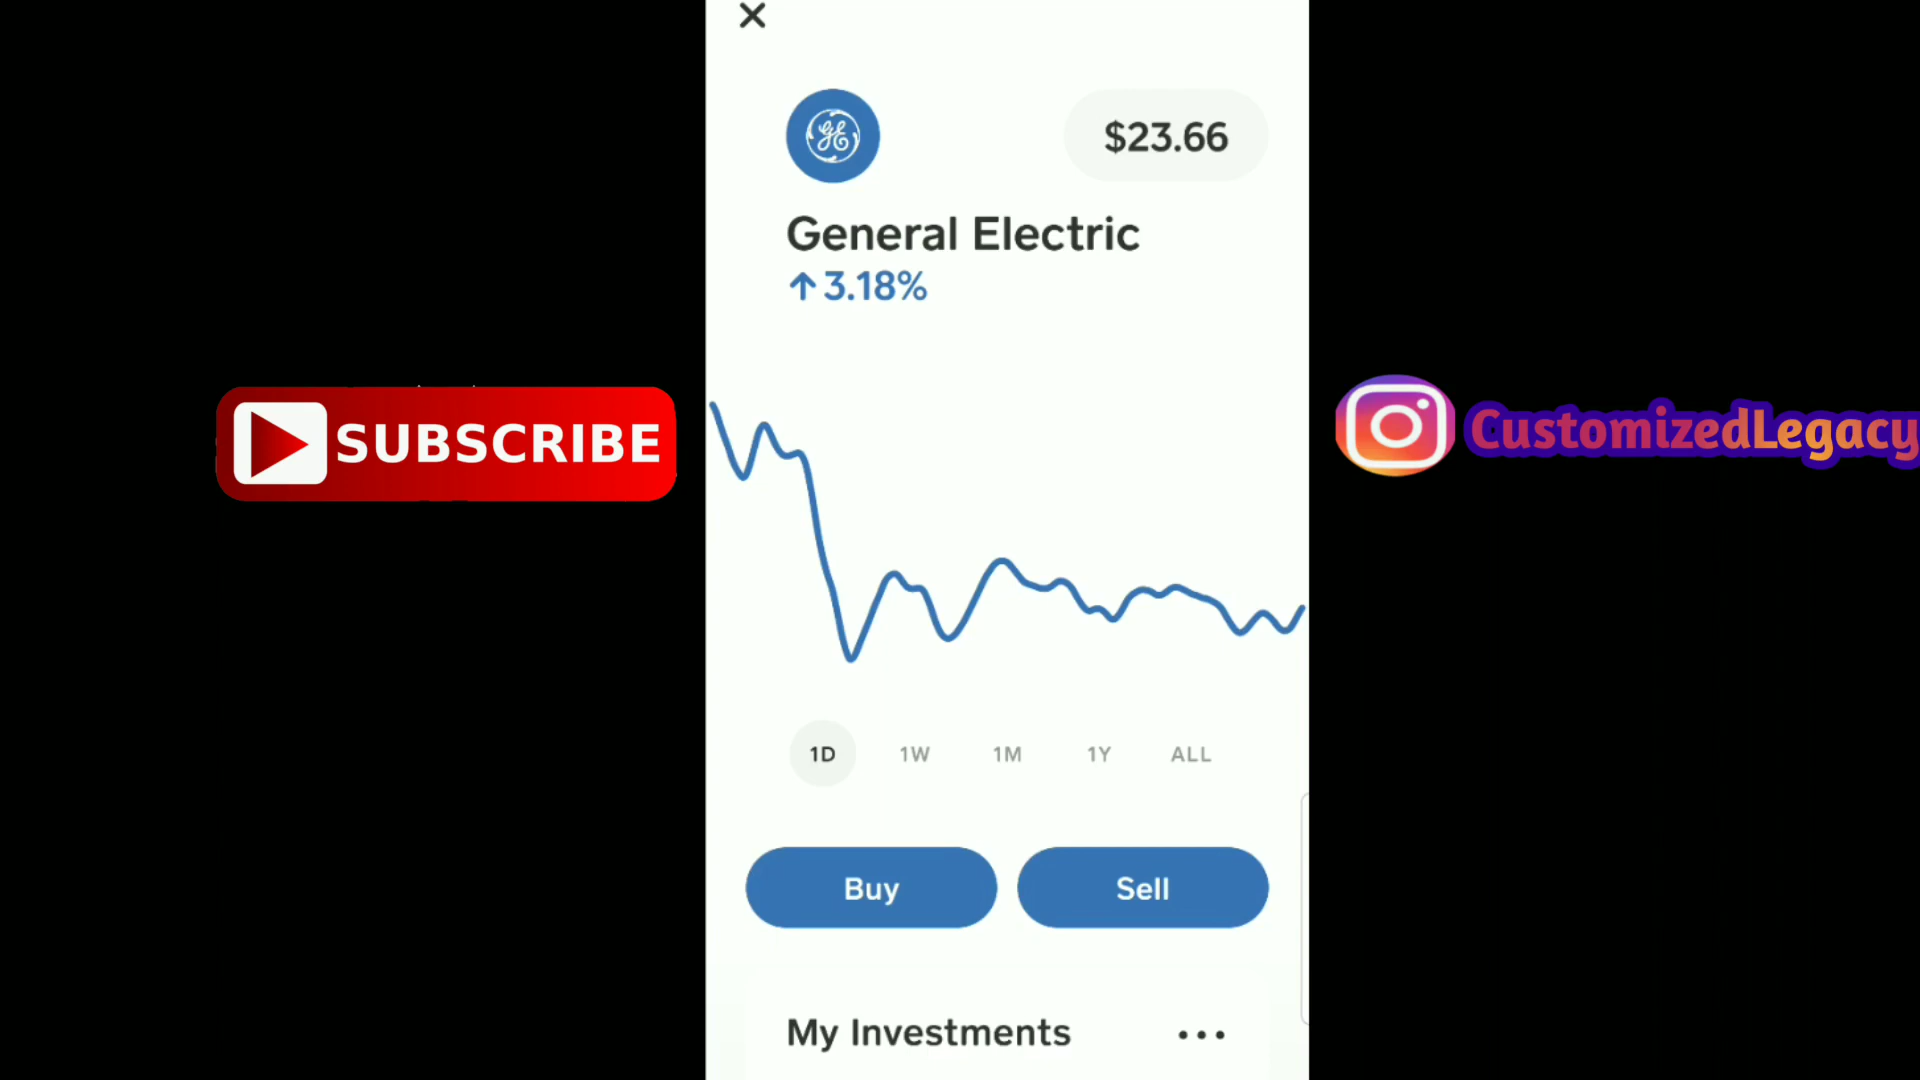 $23.66
General Electric
↑3.18%
SUBSCRIBE
CustomizedLegacy
1D 1W 1M 1Y ALL
Buy Sell
My Investments